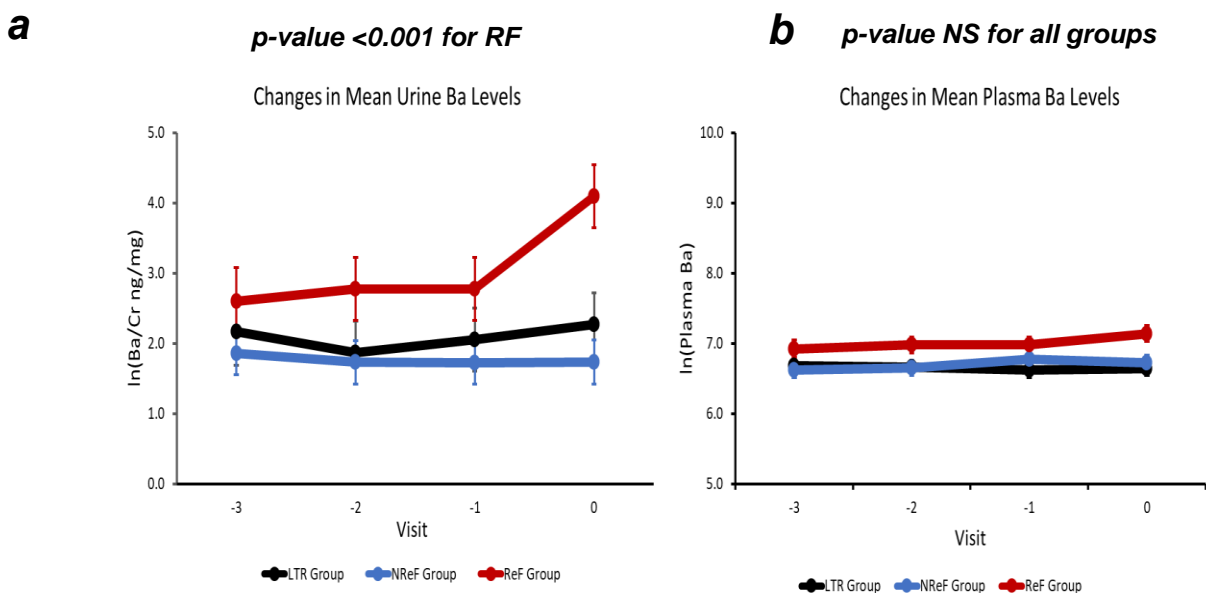 a
p-value <0.001 for RF
Changes in Mean Urine Ba Levels
ln(Ba/Cr ng/mg)
5.0
4.0
3.0
2.0
1.0
0.0
-3
-2
-1
0
Visit
LTR Group
NReF Group
ReF Group
b
p-value NS for all groups
Changes in Mean Plasma Ba Levels
ln(Plasma Ba)
10.0
9.0
8.0
7.0
6.0
5.0
-3
-2
-1
0
Visit
LTR Group
NReF Group
ReF Group